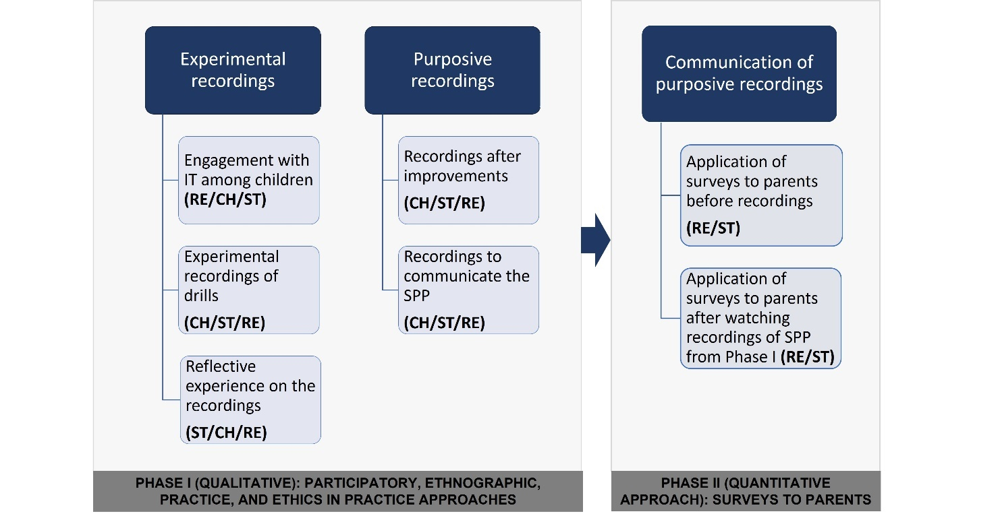 Experimental
recordings
Engagement with
IT among children
(RE/CH/ST)
Experimental
recordings of
drills
(CH/ST/RE)
Reflective
experience on the
recordings
(ST/CH/RE)
Purposive
recordings
Recordings after
improvements
(CH/ST/RE)
Recordings to
communicate the
SPP
(CH/ST/RE)
PHASE I (QUALITATIVE): PARTICIPATORY, ETHNOGRAPHIC,
PRACTICE, AND ETHICS IN PRACTICE APPROACHES
Communication of
purposive recordings
Application of
surveys to parents
before recordings
(RE/ST)
Application of
surveys to parents
after watching
recordings of SPP
from Phase I (RE/ST)
PHASE II (QUANTITATIVE
APPROACH): SURVEYS TO PARENTS